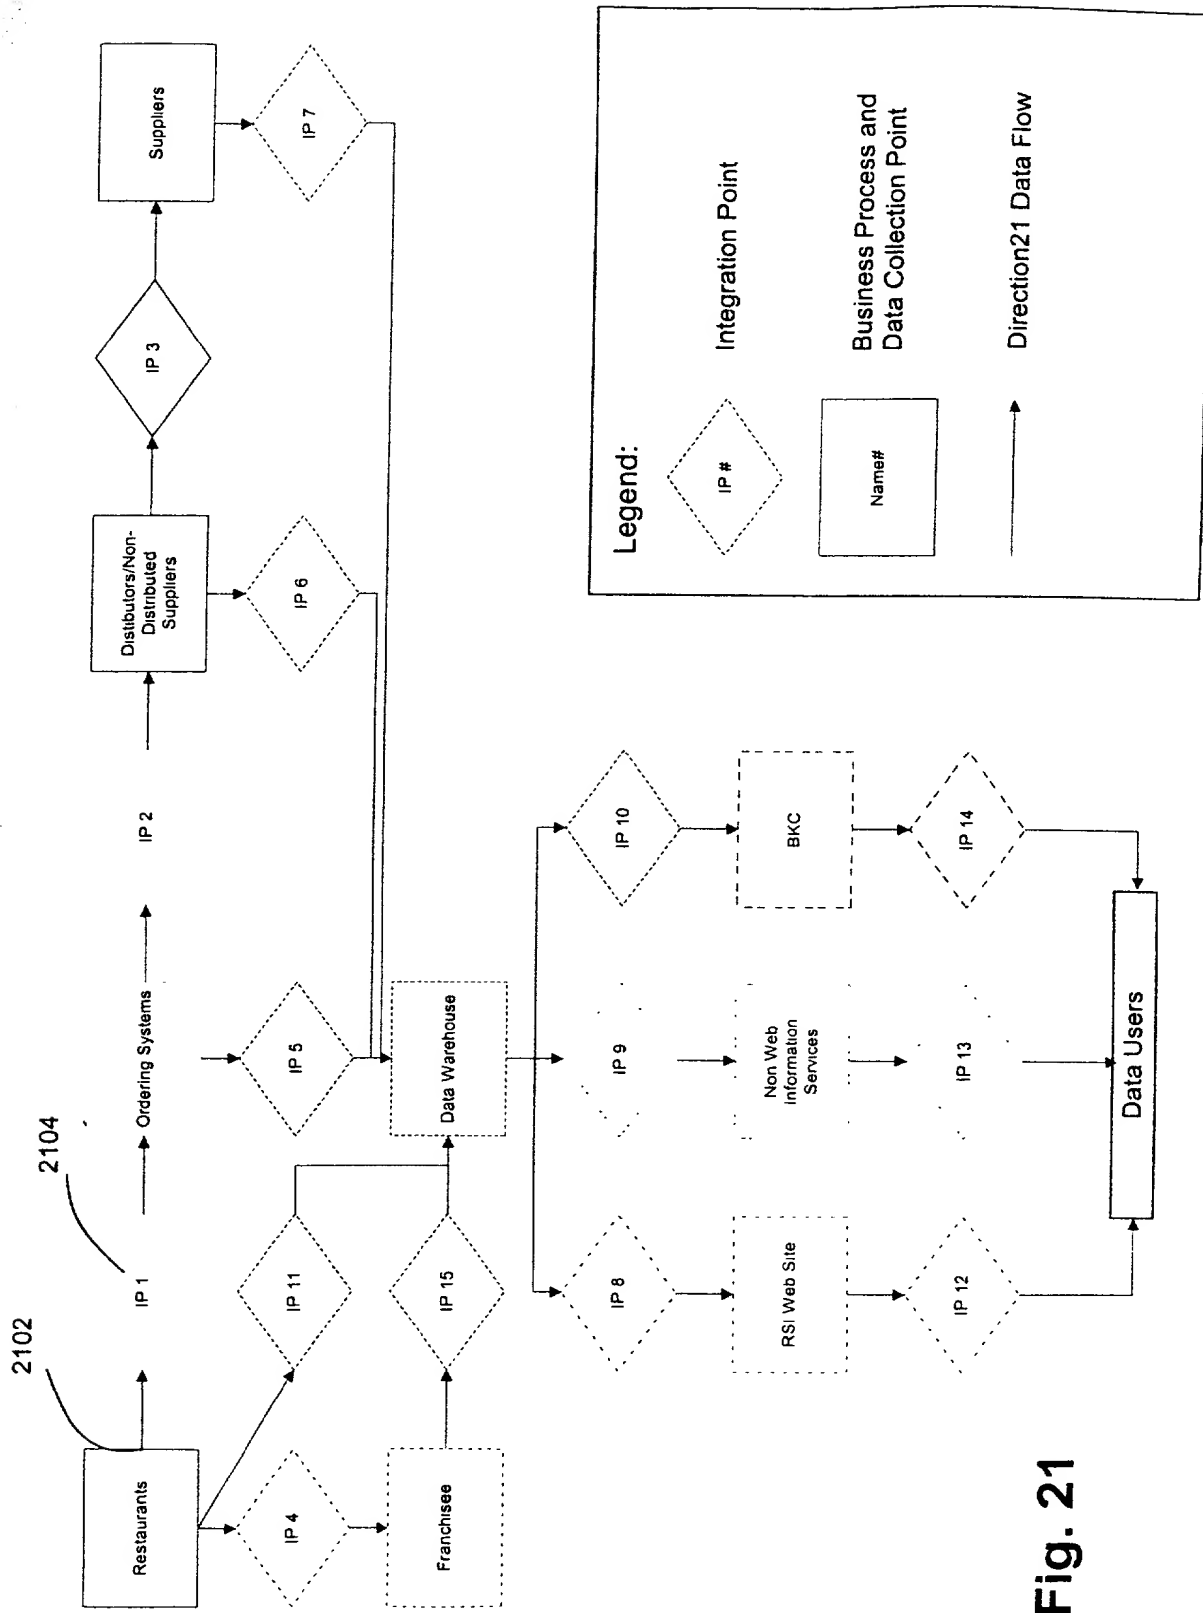 2102
2104
Restaurants
IP 1
Ordering Systems
IP 2
Distibutors/Non-
Distributed
Suppliers
IP 3
Suppliers
IP 4
IP 11
IP 5
IP 6
IP 7
Franchisee
IP 15
Data Warehouse
IP 8
IP 9
IP 10
RSI Web Site
Non Web
Information
Services
BKC
IP 12
IP 13
IP 14
Data Users
Legend:
IP #
Integration Point
Name#
Business Process and
Data Collection Point
Direction21 Data Flow
Fig. 21